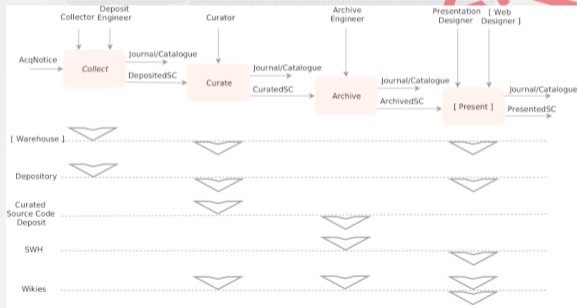 Deposit
Collector Engineer
Curator
Archive
Engineer
Presentation [ Web
Designer Designer ]
AcqNotice
Collect
Journal/Catalogue
DepositedSC
Curate
Journal/Catalogue
CuratedSC
Archive
Journal/Catalogue
ArchivedSC
[ Present ]
Journal/Catalogue
PresentedSC
[ Warehouse ]
Depository
Curated
Source Code
Deposit
SWH
Wikies